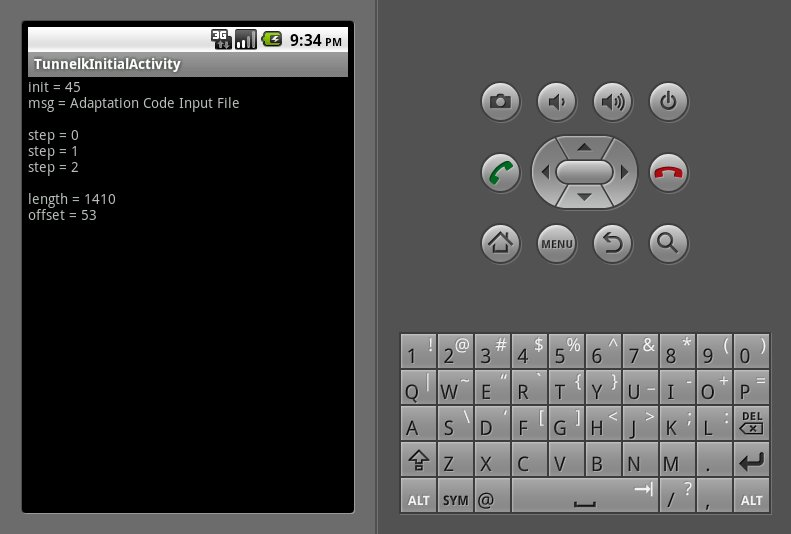 3G 9:34 PM
TunnelkInitialActivity
init = 45
msg = Adaptation Code Input File
step = 0
step = 1
step = 2
length = 1410
offset = 53
MENU
1 ! 2 @ 3 # 4 $ 5 % 6 ^ 7 & 8 * 9 ( 0 )
Q | W ~ E “ R ` T { Y } U _ I - O + P =
A S \ D ‘ F [ G ] H < J > K ; L : DEL
Z X C V B N M .
ALT SYM @ / ? , ALT